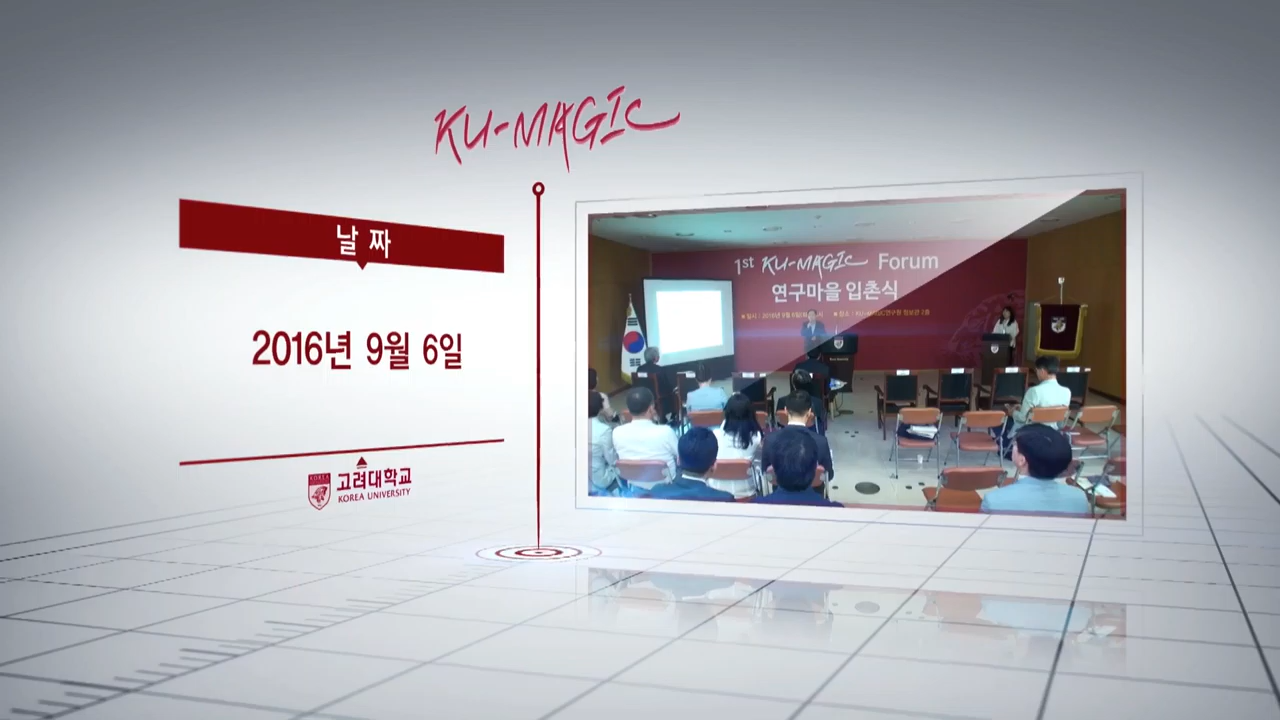 KU-MAGIC
날짜
2016년 9월 6일
고려대학교
KOREA UNIVERSITY
1st KU-MAGIC Forum
연구마을 입촌식